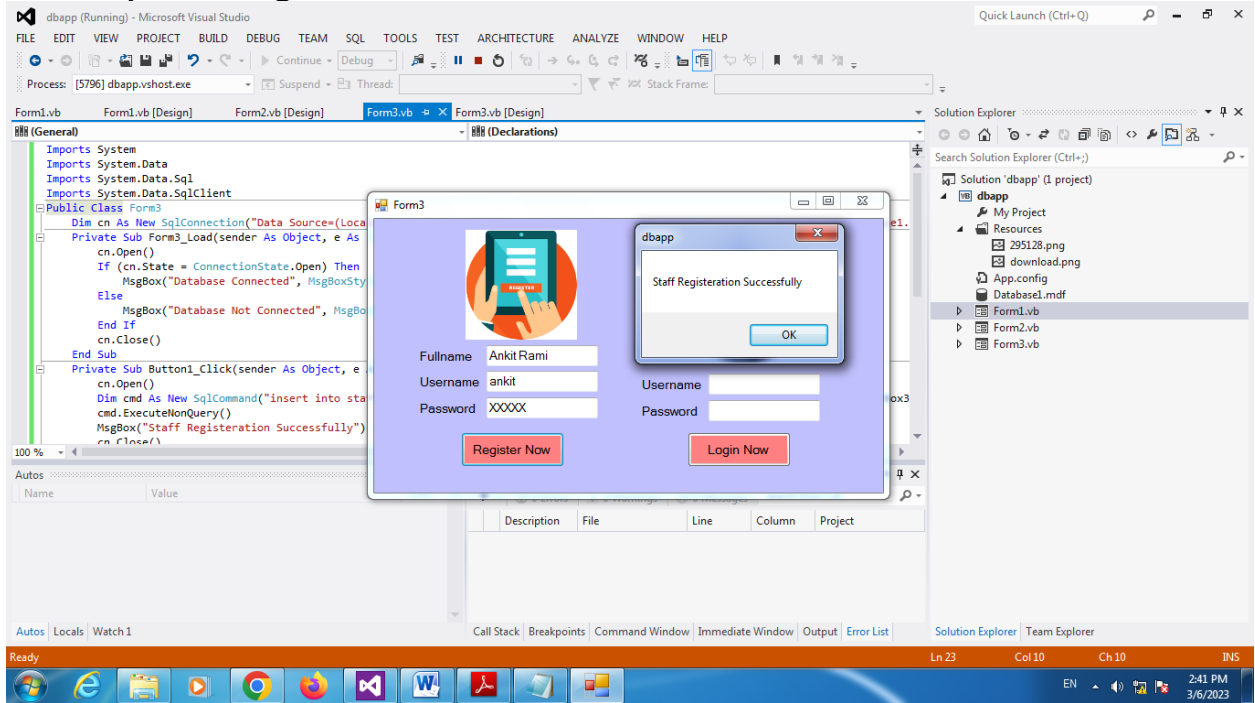 dbapp (Running) - Microsoft Visual Studio
Quick Launch (Ctrl+Q)
FILE EDIT VIEW PROJECT BUILD DEBUG TEAM SQL TOOLS TEST ARCHITECTURE ANALYZE WINDOW HELP
Continue Debug
Process: [5796] dbapp.vshost.exe Suspend Thread: Stack Frame:
Form1.vb Form1.vb [Design] Form2.vb [Design] Form3.vb Form3.vb [Design]
(General) (Declarations)
Imports System
Imports System.Data
Imports System.Data.Sql
Imports System.Data.SqlClient
Public Class Form3
Dim cn As New SqlConnection("Data Source=(Loca e1.
Private Sub Form3_Load(sender As Object, e As
cn.Open()
If (cn.State = ConnectionState.Open) Then
MsgBox("Database Connected", MsgBoxSty
Else
MsgBox("Database Not Connected", MsgBo
End If
cn.Close()
End Sub
Private Sub Button1_Click(sender As Object, e
cn.Open()
Dim cmd As New SqlCommand("insert into sta ox3
cmd.ExecuteNonQuery()
MsgBox("Staff Registeration Successfully")
cn.Close()
100 %
Form3
REGISTER
Fullname Ankit Rami
Username ankit
Password XXXXX
Register Now
dbapp
Staff Registeration Successfully
OK
Username
Password
Login Now
Autos
Name Value
Description File Line Column Project
Autos Locals Watch 1
Call Stack Breakpoints Command Window Immediate Window Output Error List
Solution Explorer
Search Solution Explorer (Ctrl+;)
Solution 'dbapp' (1 project)
VB dbapp
My Project
Resources
295128.png
download.png
App.config
Database1.mdf
Form1.vb
Form2.vb
Form3.vb
Solution Explorer Team Explorer
Ready Ln 23 Col 10 Ch 10 INS
EN 2:41 PM
3/6/2023